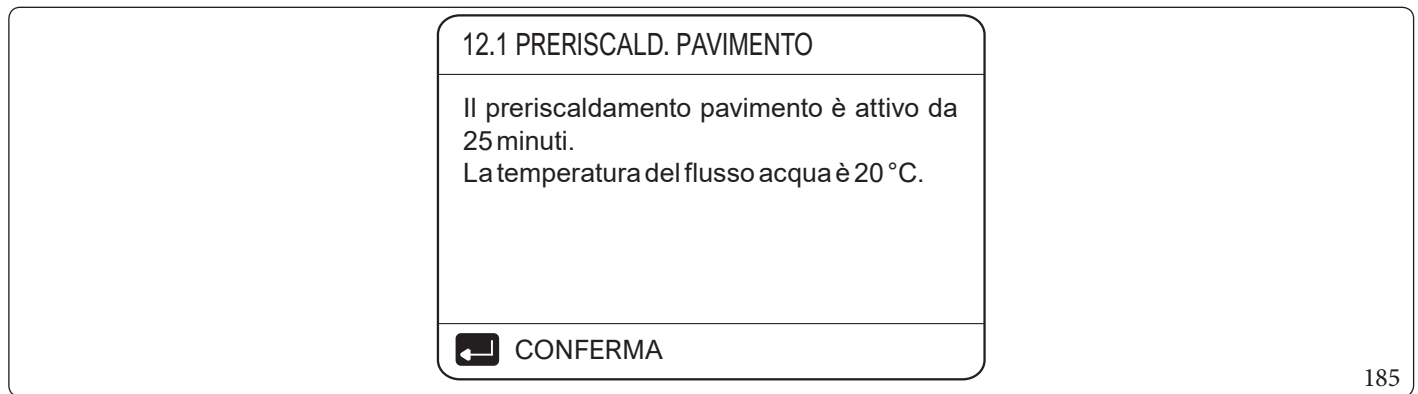 12.1 PRERISCALD. PAVIMENTO
Il preriscaldamento pavimento è attivo da
25 minuti.
La temperatura del flusso acqua è 20 °C.
CONFERMA
185